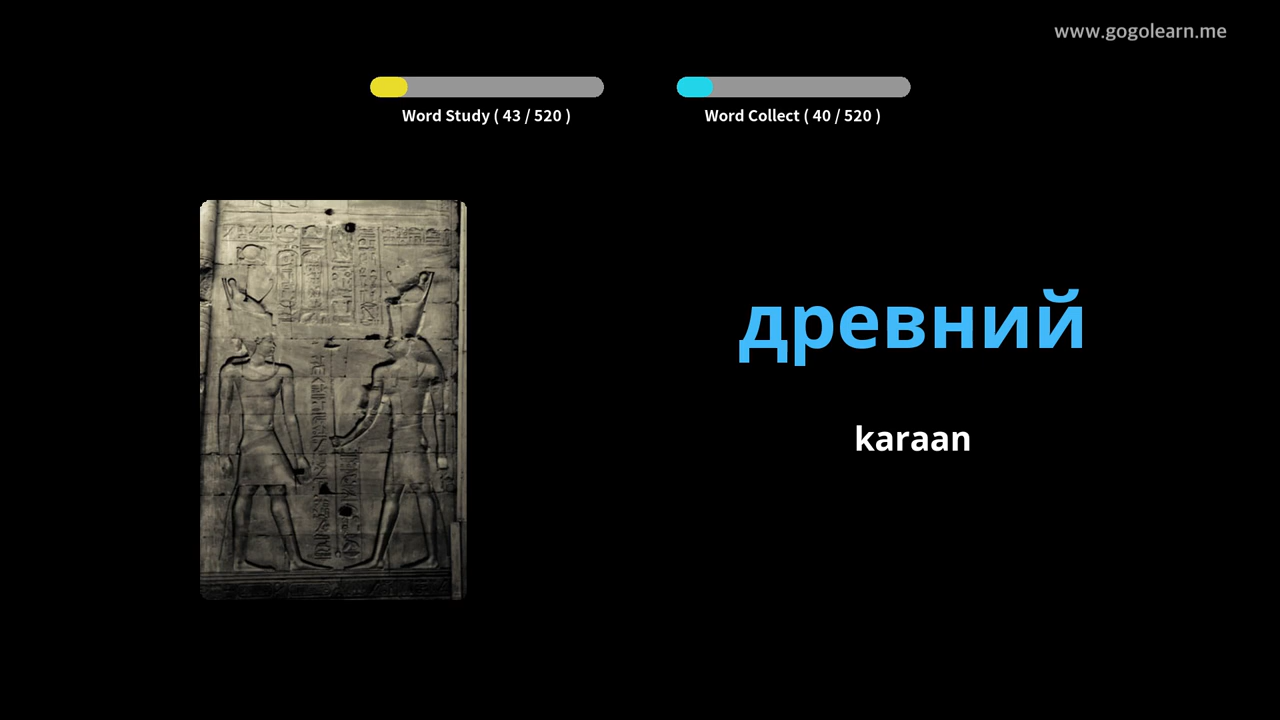 www.gogolearn.me
Word Study ( 43 / 520 )
Word Collect ( 40 / 520 )
древний
karaan